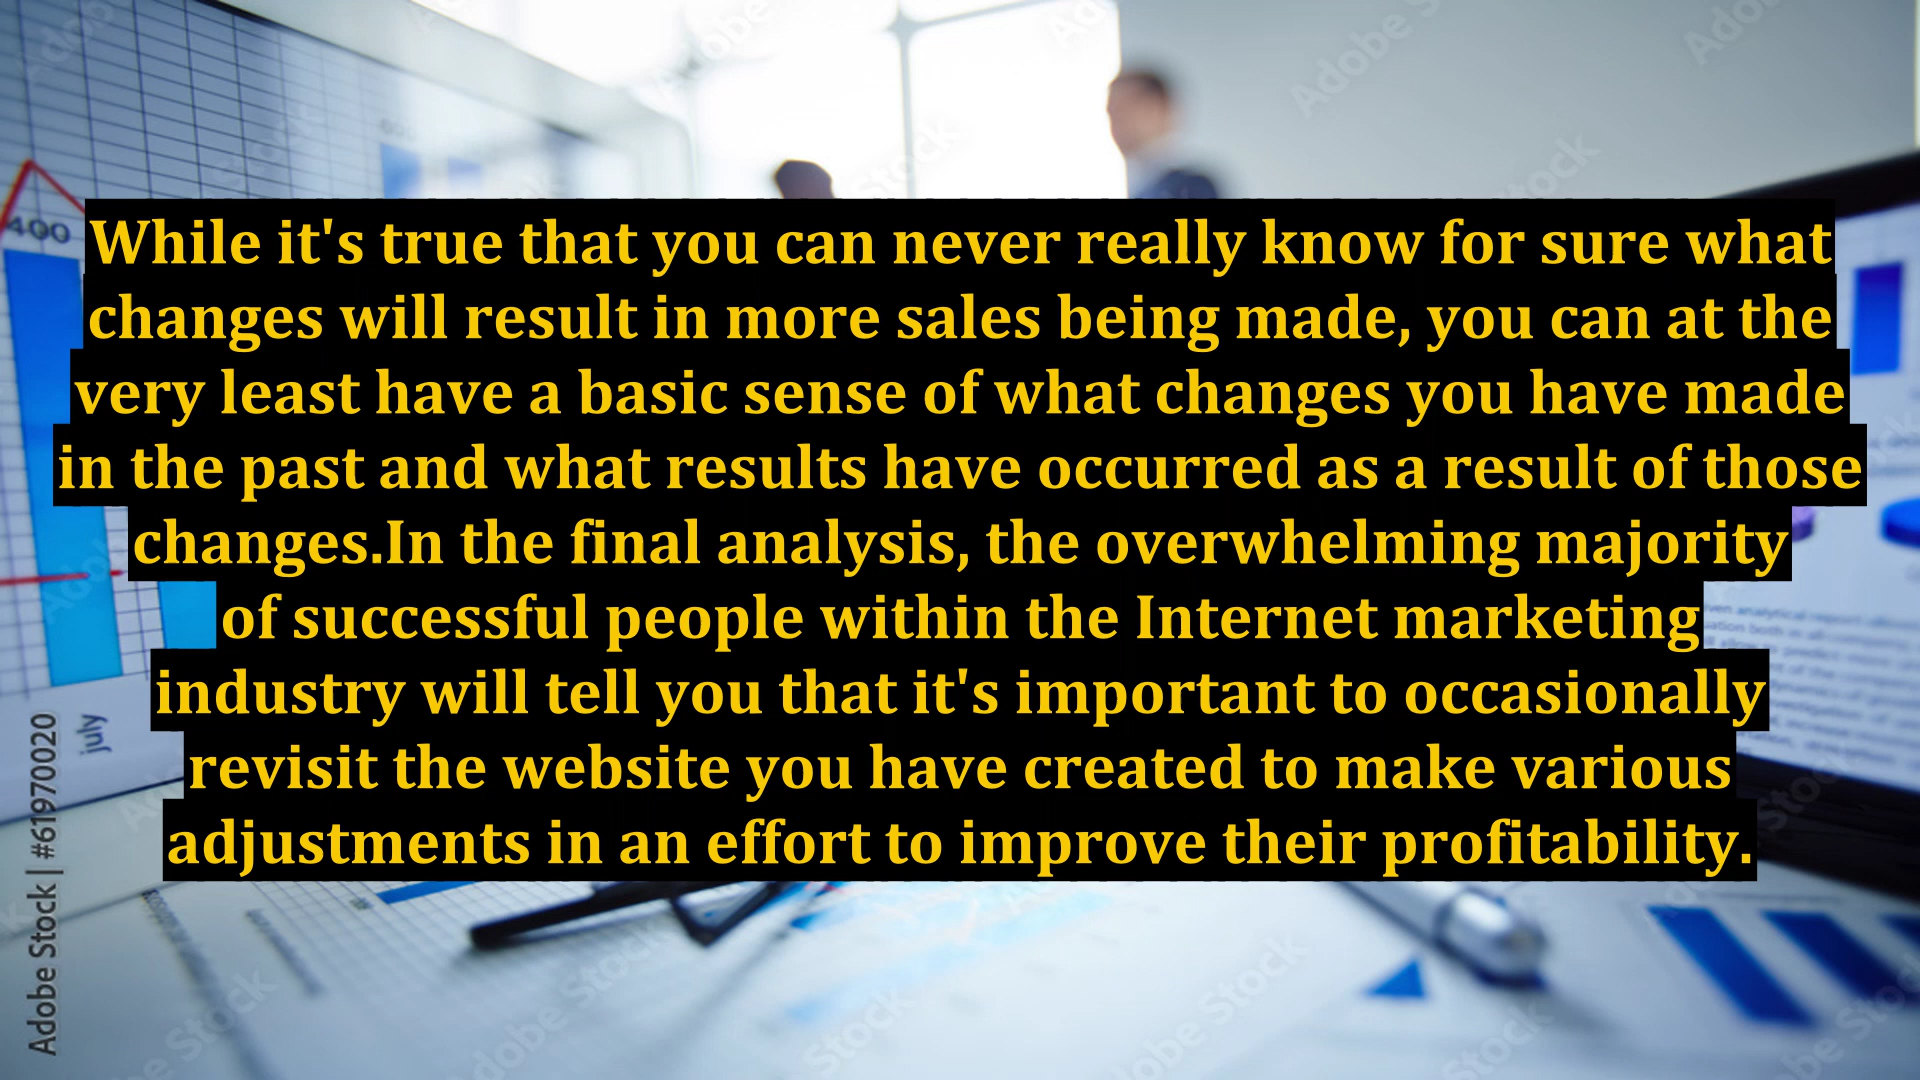 400
While it's true that you can never really know for sure what
changes will result in more sales being made, you can at the
very least have a basic sense of what changes you have made
in the past and what results have occurred as a result of those
changes.In the final analysis, the overwhelming majority
of successful people within the Internet marketing
industry will tell you that it's important to occasionally
revisit the website you have created to make various
adjustments in an effort to improve their profitability.
july
Adobe Stock | #61970020
Adobe Stock